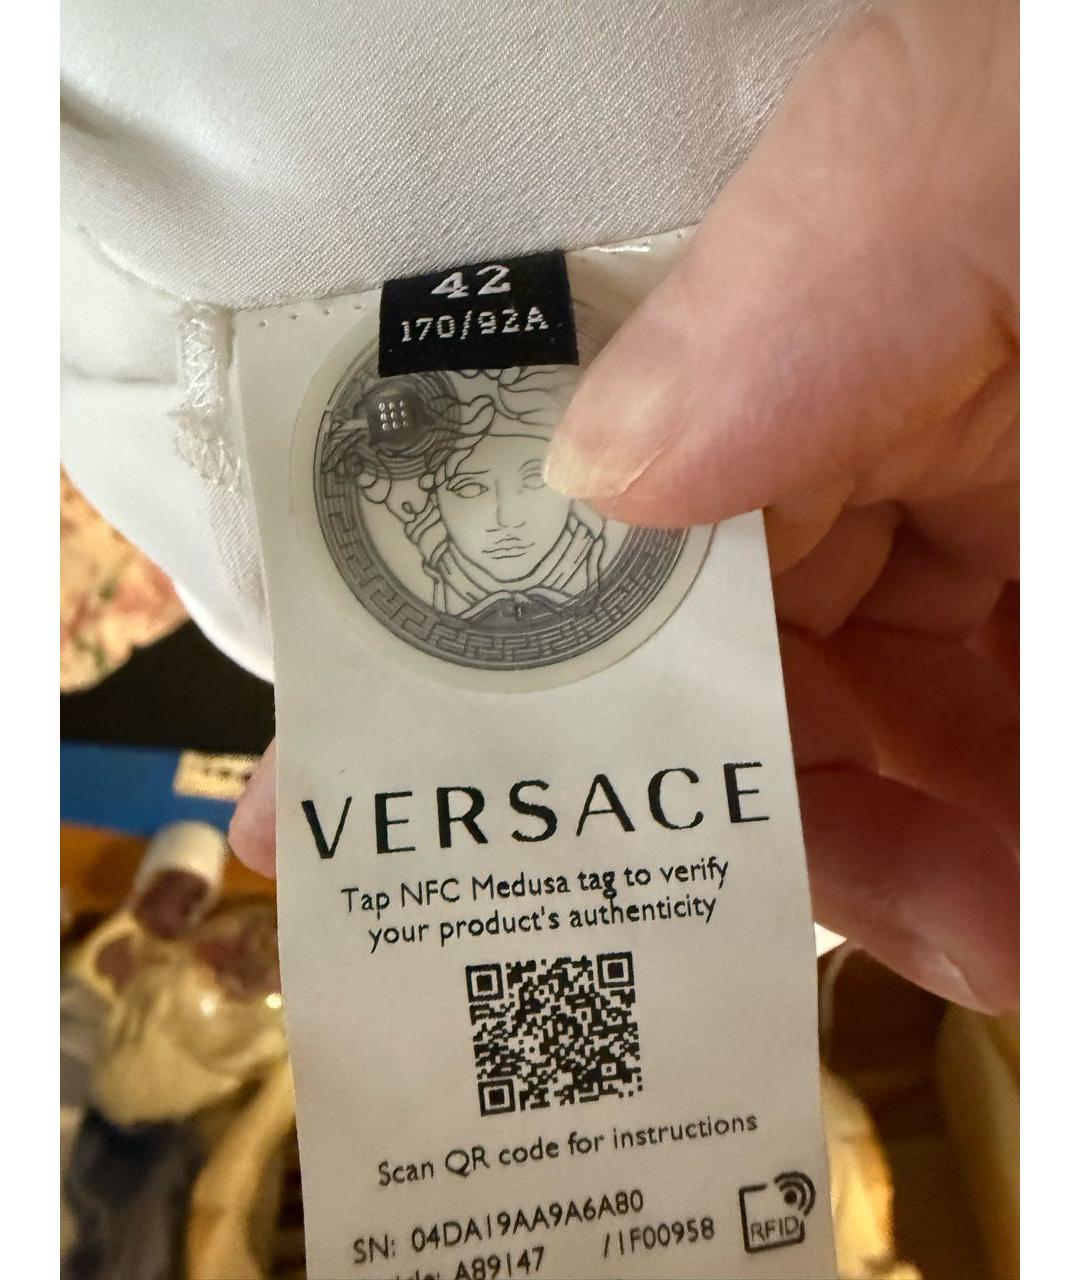 42
170/92A
VERSACE
Tap NFC Medusa tag to verify
your product's authenticity
Scan QR code for instructions
SN: 04DA19AA9A6A80
A89147 /1F00958
RFID